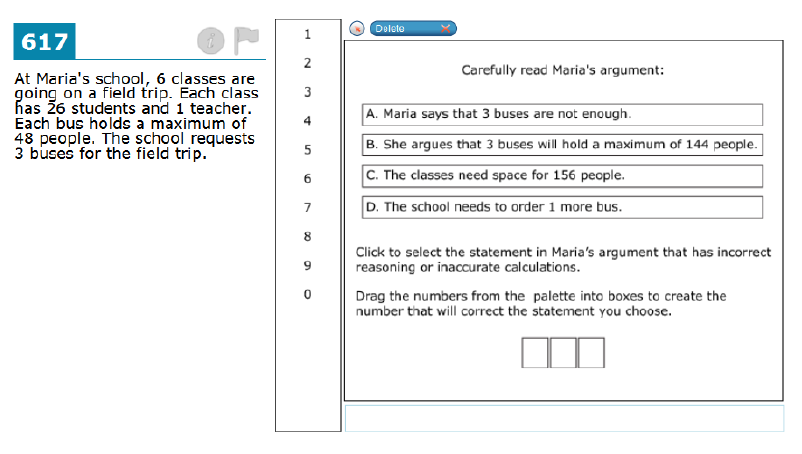 617
At Maria's school, 6 classes are
going on a field trip. Each class
has 26 students and 1 teacher.
Each bus holds a maximum of
48 people. The school requests
3 buses for the field trip.
1
2
3
4
5
6
7
8
9
0
Delete
Carefully read Maria's argument:
A. Maria says that 3 buses are not enough.
B. She argues that 3 buses will hold a maximum of 144 people.
C. The classes need space for 156 people.
D. The school needs to order 1 more bus.
Click to select the statement in Maria's argument that has incorrect
reasoning or inaccurate calculations.
Drag the numbers from the palette into boxes to create the
number that will correct the statement you choose.